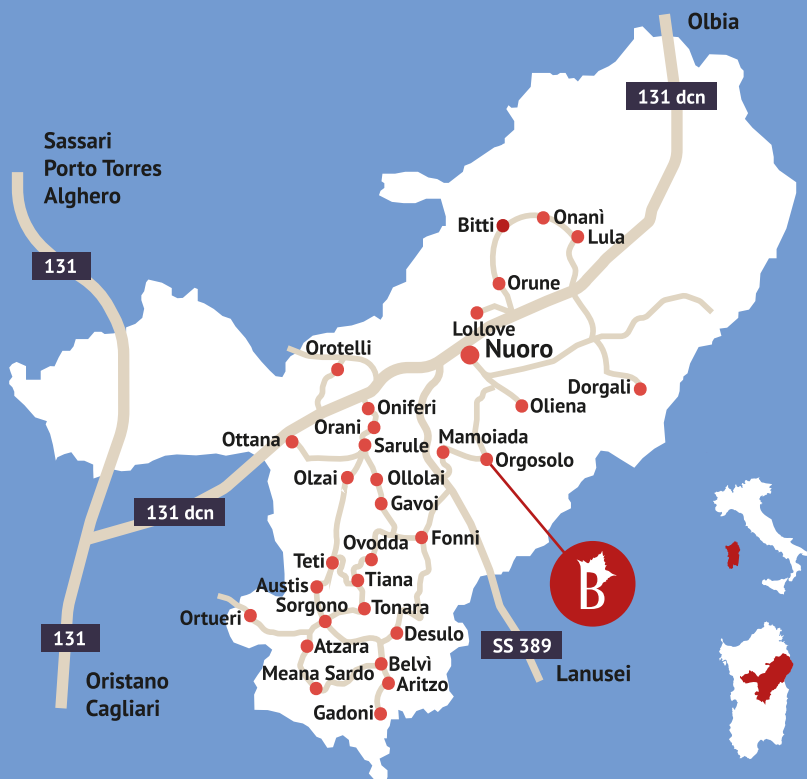 Olbia
131 dcn
Sassari
Porto Torres
Alghero
131
Bitti
Onanì
Lula
Orune
Lollove
Nuoro
Orotelli
Dorgali
Oliena
Oniferi
Orani
Ottana
Sarule
Mamoiada
Orgosolo
Olzai
Ollolai
Gavoi
131 dcn
Ovodda
Fonni
Teti
Tiana
Austis
Sorgono
Tonara
Ortueri
B
131
Desulo
SS 389
Atzara
Belvì
Meana Sardo
Aritzo
Lanusei
Oristano
Cagliari
Gadoni